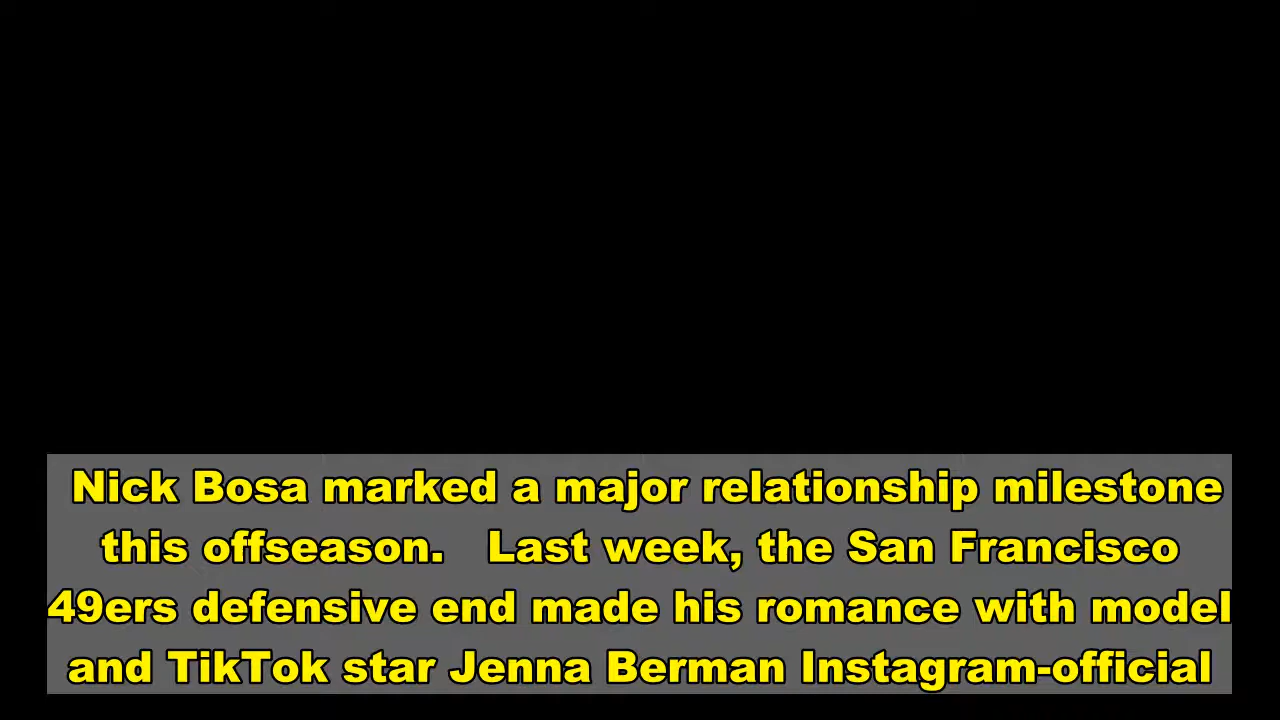 Nick Bosa marked a major relationship milestone
this offseason.   Last week, the San Francisco
49ers defensive end made his romance with model
and TikTok star Jenna Berman Instagram-official